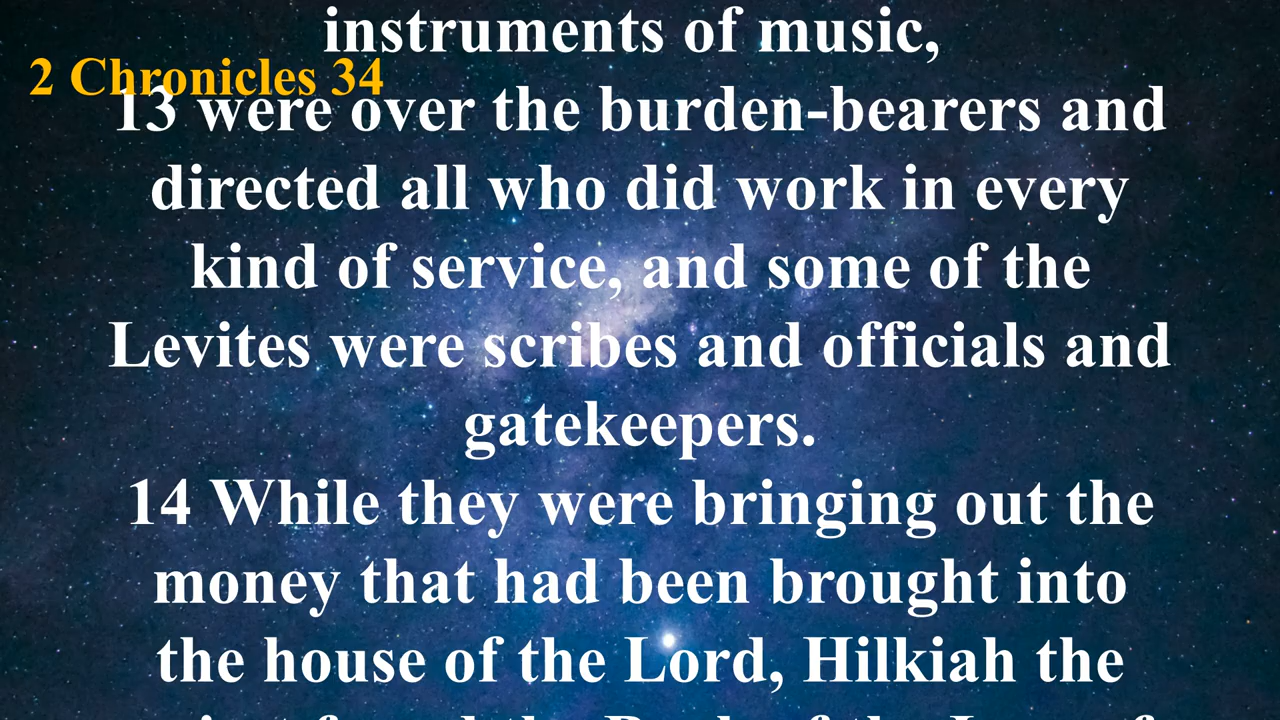 instruments of music,
2 Chronicles 34
13 were over the burden-bearers and
directed all who did work in every
kind of service, and some of the
Levites were scribes and officials and
gatekeepers.
14 While they were bringing out the
money that had been brought into
the house of the Lord, Hilkiah the